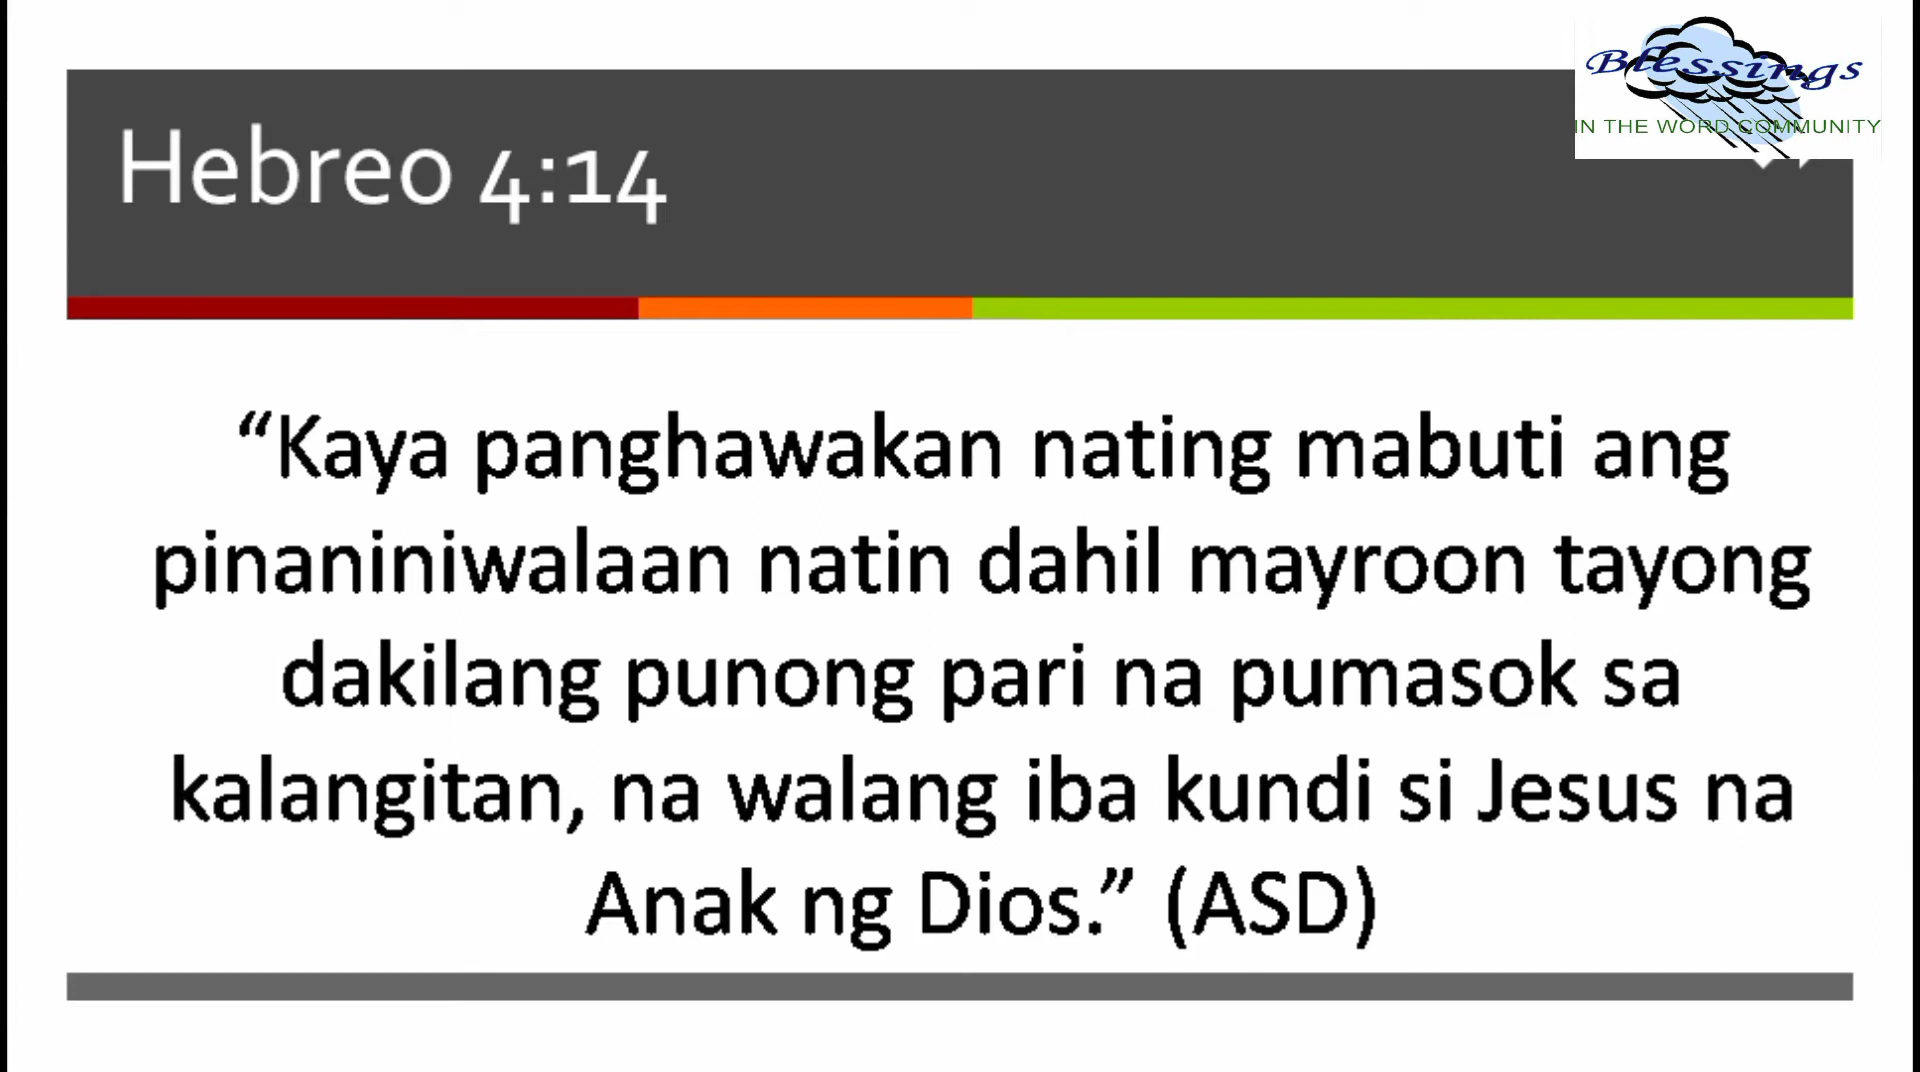 Blessings
IN THE WORD COMMUNITY
Hebreo 4:14
“Kaya panghawakan nating mabuti ang
pinaniniwalaan natin dahil mayroon tayong
dakilang punong pari na pumasok sa
kalangitan, na walang iba kundi si Jesus na
Anak ng Dios.” (ASD)